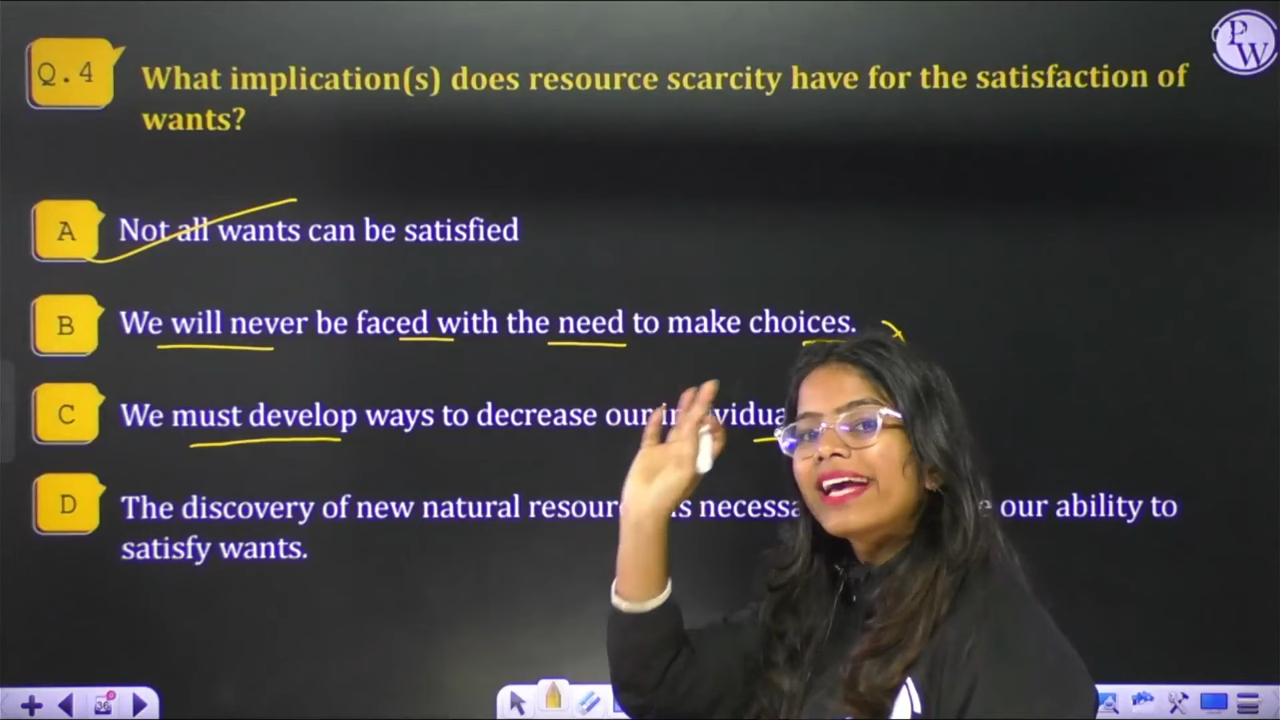 PW
Q.4
What implication(s) does resource scarcity have for the satisfaction of
wants?
A
Not all wants can be satisfied
B
We will never be faced with the need to make choices.
C
We must develop ways to decrease our
D
The discovery of new natural our ability to
satisfy wants.
36